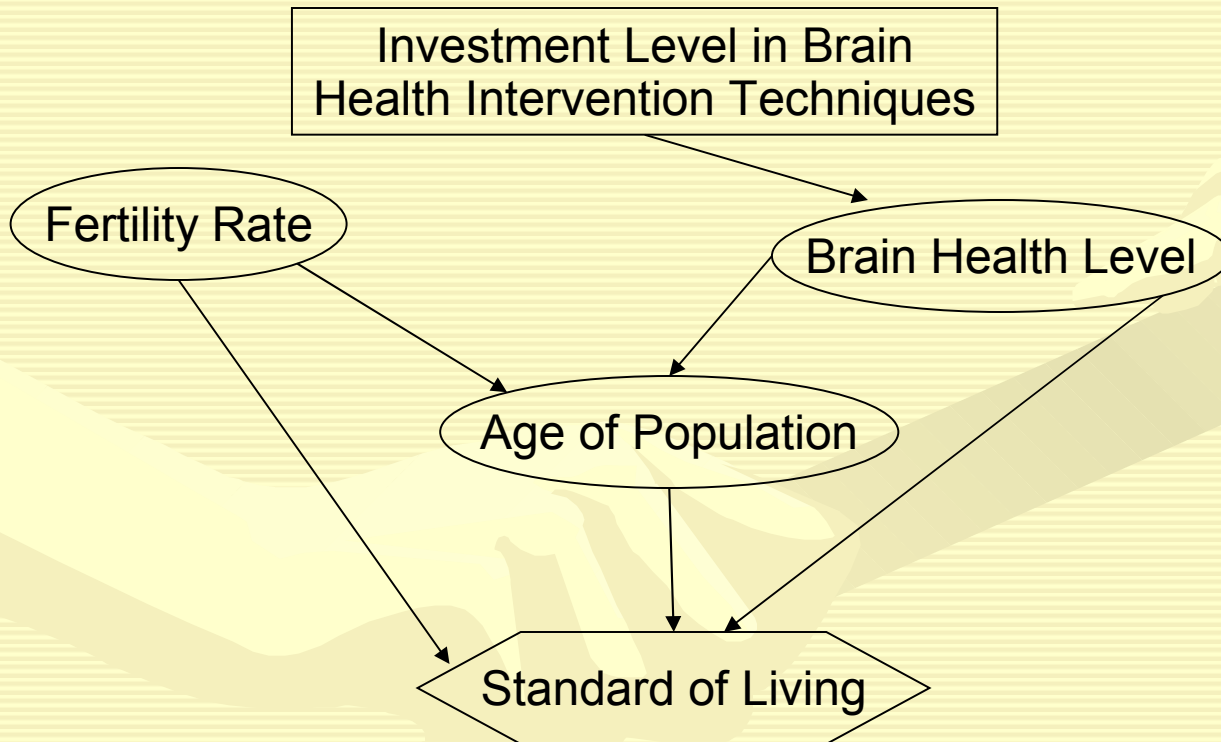 Investment Level in Brain
Health Intervention Techniques
Fertility Rate
Brain Health Level
Age of Population
Standard of Living